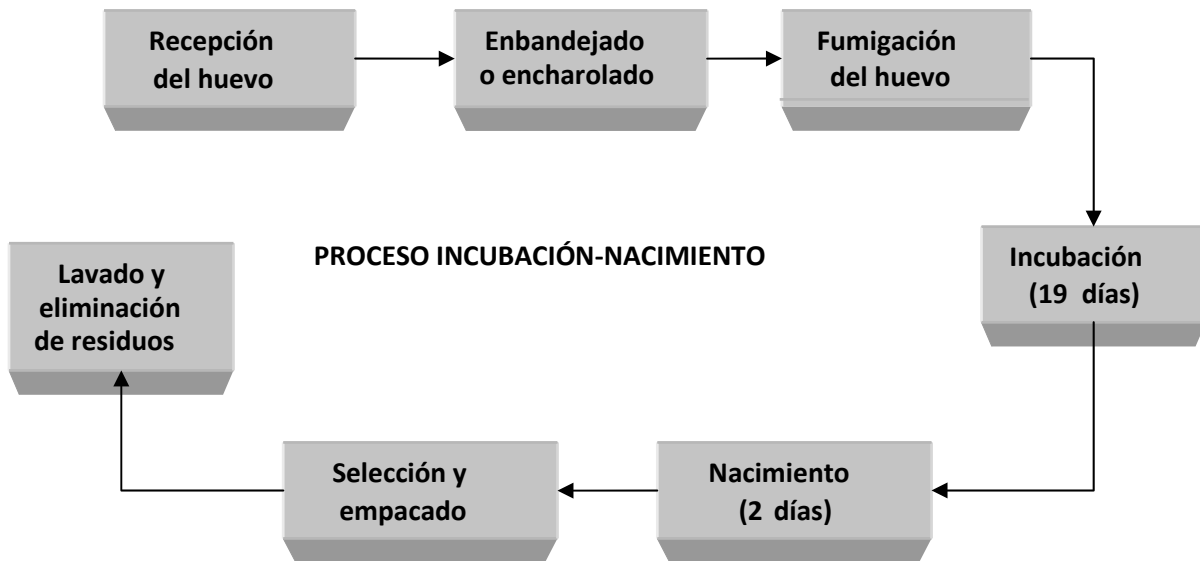 Recepción
del huevo
Enbandejado
o encharolado
Fumigación
del huevo
PROCESO INCUBACIÓN-NACIMIENTO
Incubación
(19 días)
Nacimiento
(2 días)
Selección y
empacado
Lavado y
eliminación
de residuos